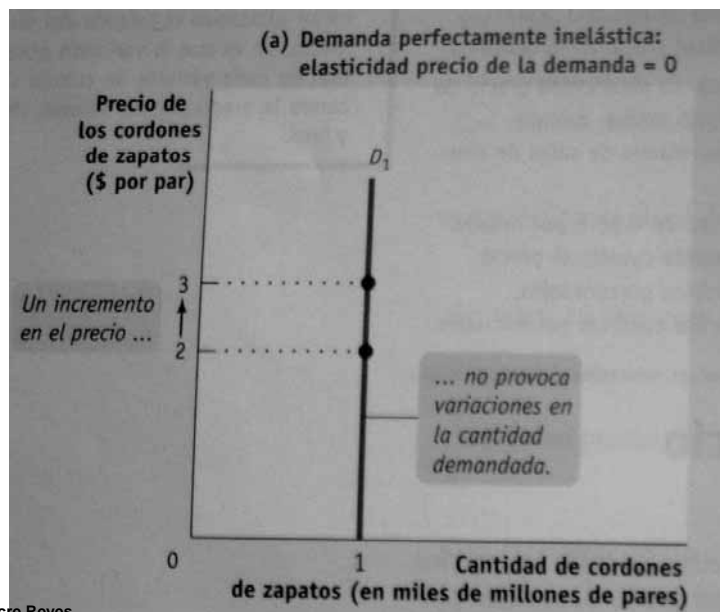 (a) Demanda perfectamente inelástica:
elasticidad precio de la demanda = 0
Precio de
los cordones
de zapatos
($ por par)
D1
3
Un incremento
en el precio ...
2
... no provoca
variaciones en
la cantidad
demandada.
0
1
Cantidad de cordones
de zapatos (en miles de millones de pares)
Reyes